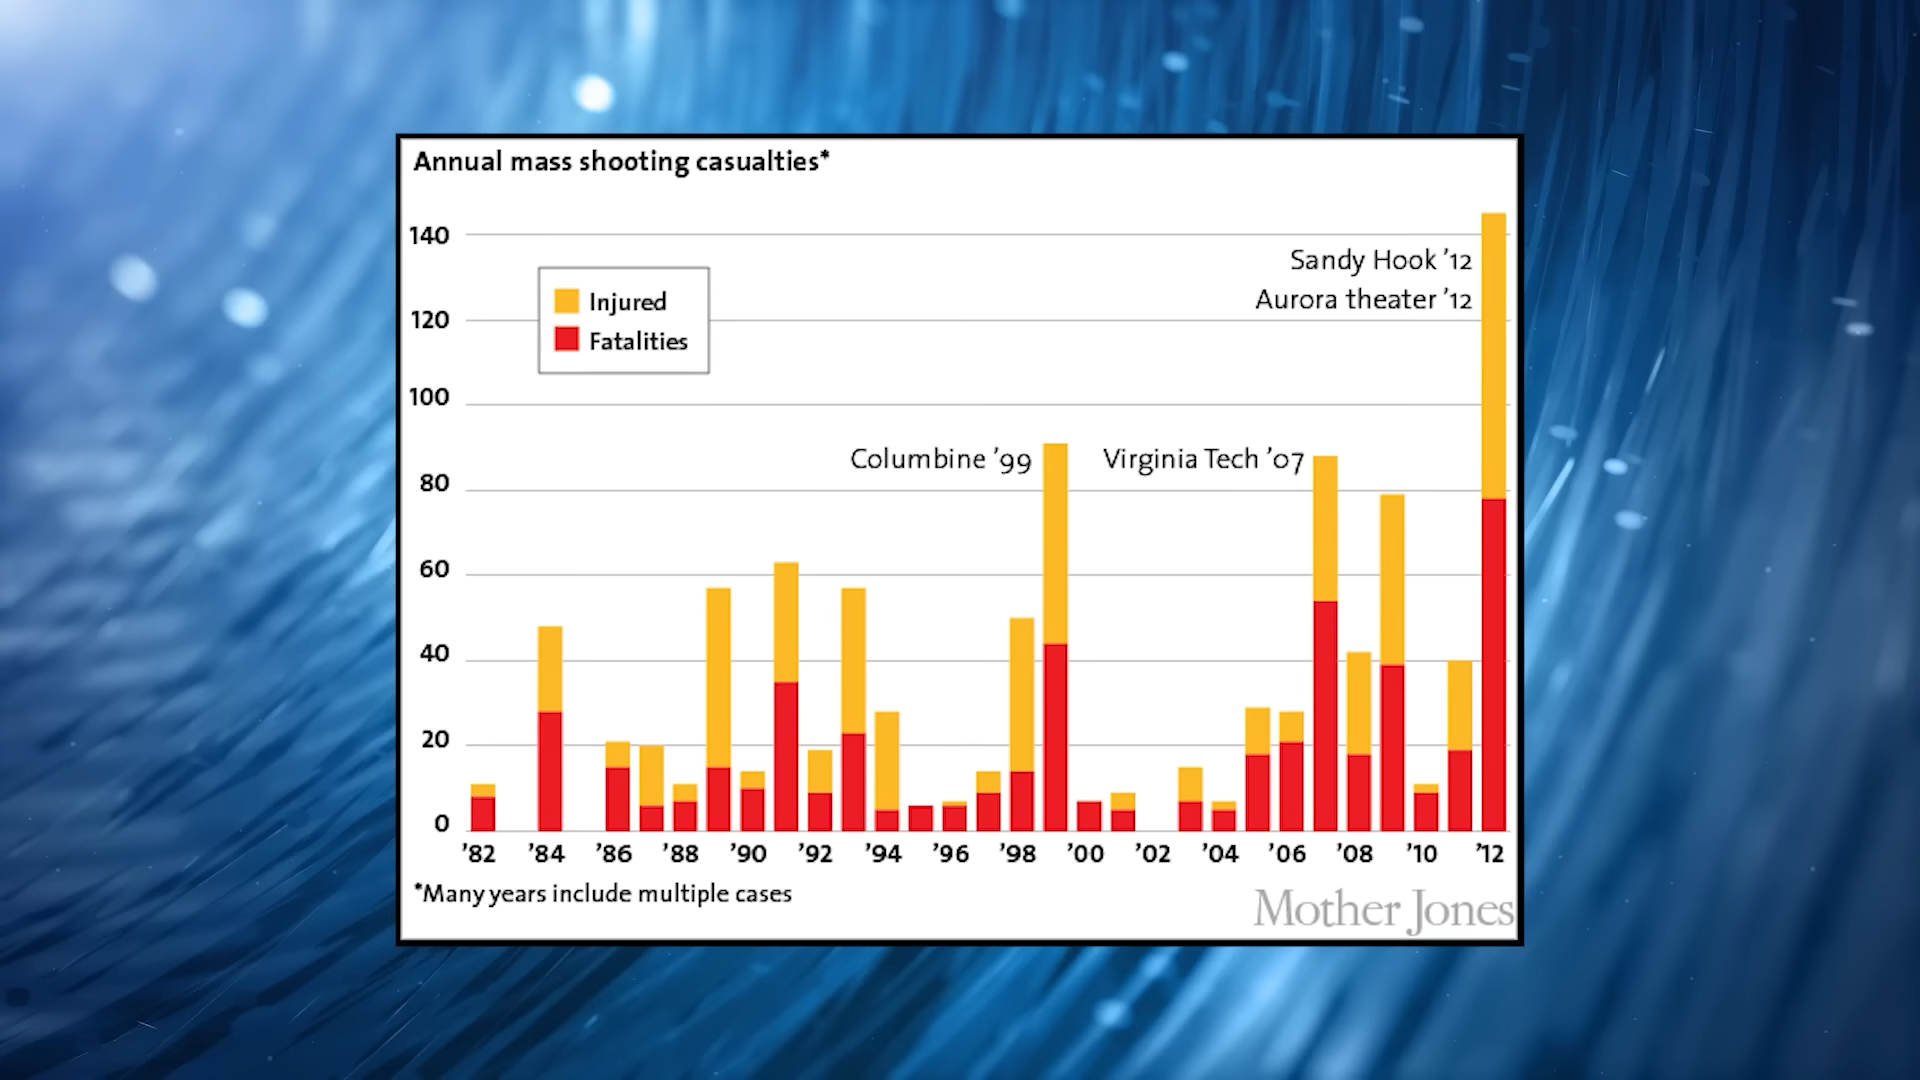 Annual mass shooting casualties*
140
120
100
80
60
40
20
0
Injured
Fatalities
Sandy Hook ’12
Aurora theater ’12
Columbine ’99
Virginia Tech ’07
’82 ’84 ’86 ’88 ’90 ’92 ’94 ’96 ’98 ’00 ’02 ’04 ’06 ’08 ’10 ’12
*Many years include multiple cases
Mother Jones